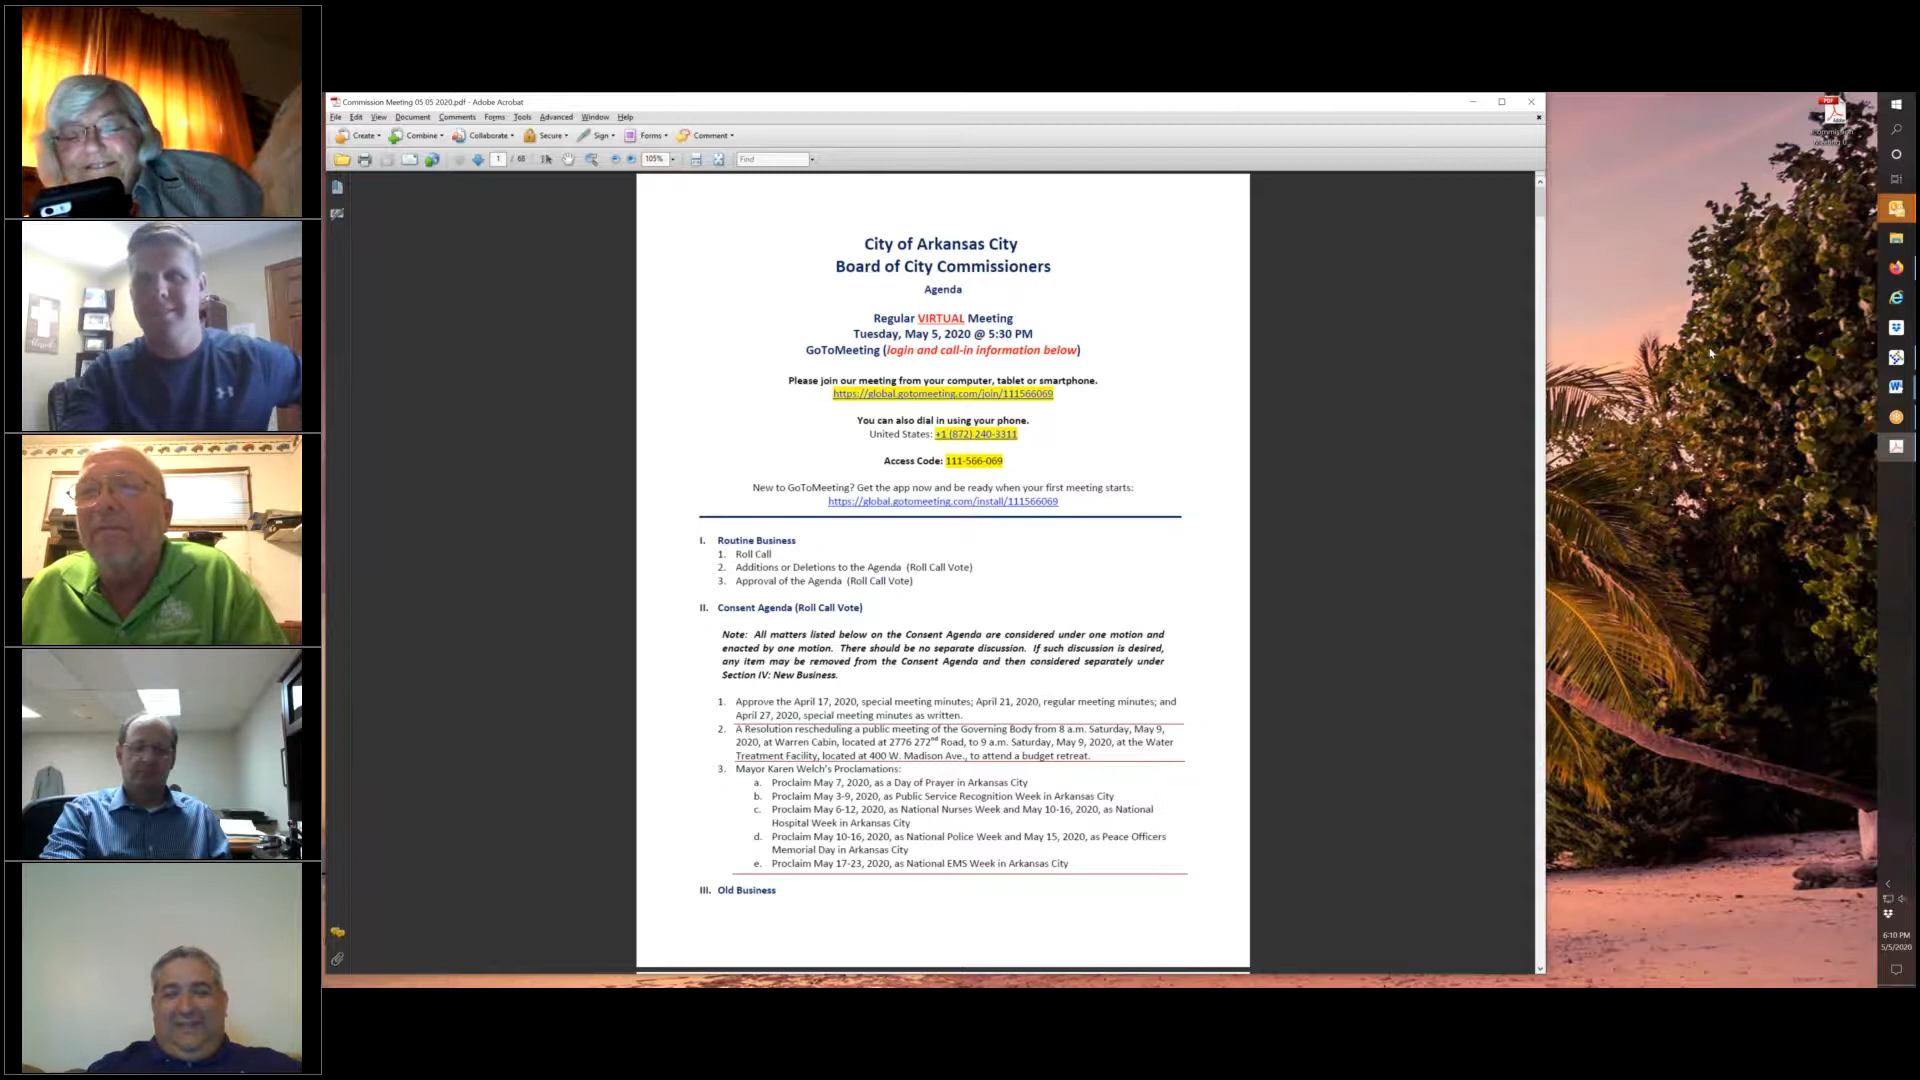 Commission Meeting 05 05 2020.pdf - Adobe Acrobat
File Edit View Document Comments Forms Tools Advanced Window Help
Create Combine Collaborate Secure Sign Forms Comment
1 / 68 105% Find
City of Arkansas City
Board of City Commissioners
Agenda
Regular VIRTUAL Meeting
Tuesday, May 5, 2020 @ 5:30 PM
GoToMeeting (login and call-in information below)
Please join our meeting from your computer, tablet or smartphone.
https://global.gotomeeting.com/join/111566069
You can also dial in using your phone.
United States: +1 (872) 240-3311
Access Code: 111-566-069
New to GoToMeeting? Get the app now and be ready when your first meeting starts:
https://global.gotomeeting.com/install/111566069
I. Routine Business
1. Roll Call
2. Additions or Deletions to the Agenda (Roll Call Vote)
3. Approval of the Agenda (Roll Call Vote)
II. Consent Agenda (Roll Call Vote)
Note: All matters listed below on the Consent Agenda are considered under one motion and
enacted by one motion. There should be no separate discussion. If such discussion is desired,
any item may be removed from the Consent Agenda and then considered separately under
Section IV: New Business.
1. Approve the April 17, 2020, special meeting minutes; April 21, 2020, regular meeting minutes; and
April 27, 2020, special meeting minutes as written.
2. A Resolution rescheduling a public meeting of the Governing Body from 8 a.m. Saturday, May 9,
2020, at Warren Cabin, located at 2776 272nd Road, to 9 a.m. Saturday, May 9, 2020, at the Water
Treatment Facility, located at 400 W. Madison Ave., to attend a budget retreat.
3. Mayor Karen Welch's Proclamations:
a. Proclaim May 7, 2020, as a Day of Prayer in Arkansas City
b. Proclaim May 3-9, 2020, as Public Service Recognition Week in Arkansas City
c. Proclaim May 6-12, 2020, as National Nurses Week and May 10-16, 2020, as National
Hospital Week in Arkansas City
d. Proclaim May 10-16, 2020, as National Police Week and May 15, 2020, as Peace Officers
Memorial Day in Arkansas City
e. Proclaim May 17-23, 2020, as National EMS Week in Arkansas City
III. Old Business
6:10 PM
5/5/2020